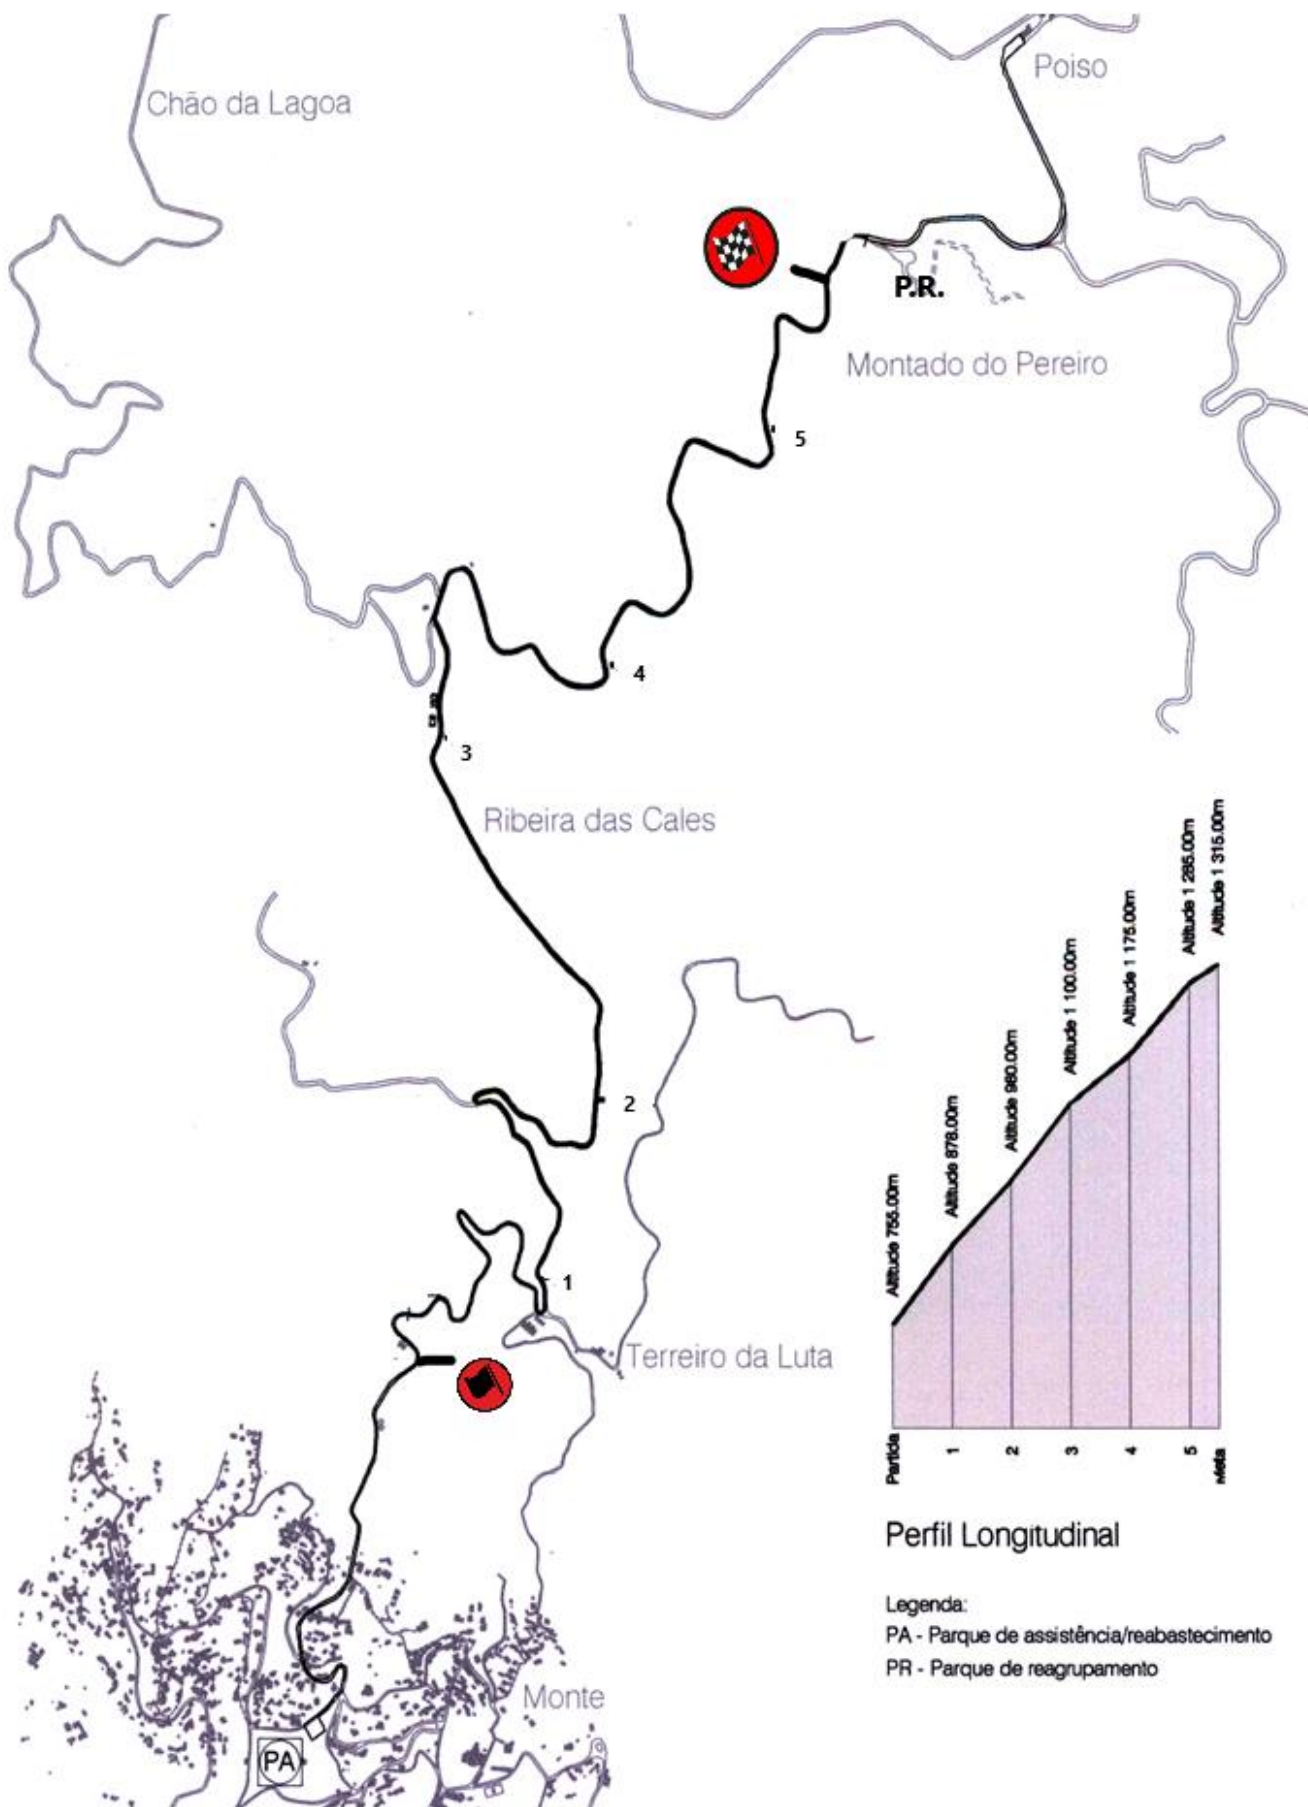 Poiso
Chão da Lagoa
P.R.
Montado do Pereiro
5
4
3
Ribeira das Cales
2
1
Terreiro da Luta
Monte
PA
Altitude 755.00m
Altitude 878.00m
Altitude 980.00m
Altitude 1 100.00m
Altitude 1 175.00m
Altitude 1 285.00m
Altitude 1 315.00m
Partida
1
2
3
4
5
Meta
Perfil Longitudinal
Legenda:
PA - Parque de assistência/reabastecimento
PR - Parque de reagrupamento